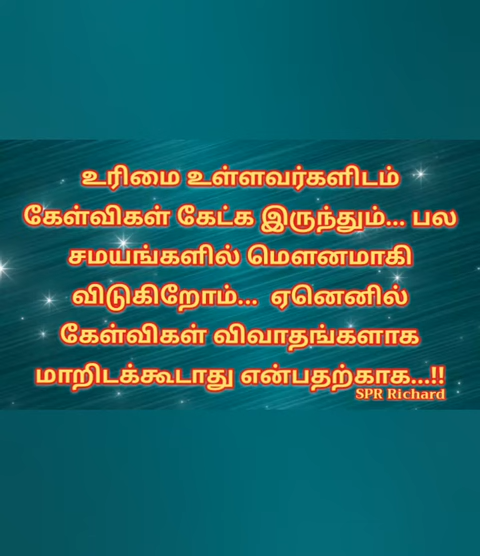 உரிமை உள்ளவர்களிடம்
கேள்விகள் கேட்க இருந்தும்... பல
சமயங்களில் மௌனமாகி
விடுகிறோம்... ஏனெனில்
கேள்விகள் விவாதங்களாக
மாறிடக்கூடாது என்பதற்காக...!!
SPR Richard